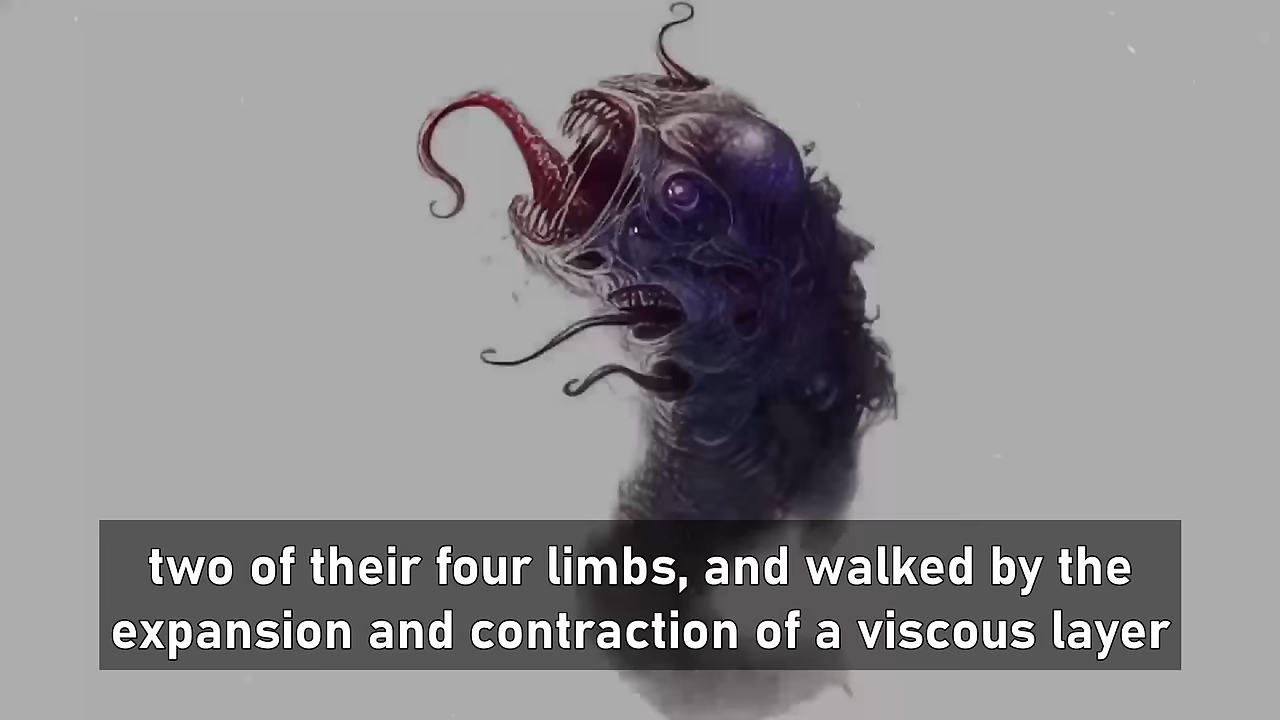 two of their four limbs, and walked by the
expansion and contraction of a viscous layer